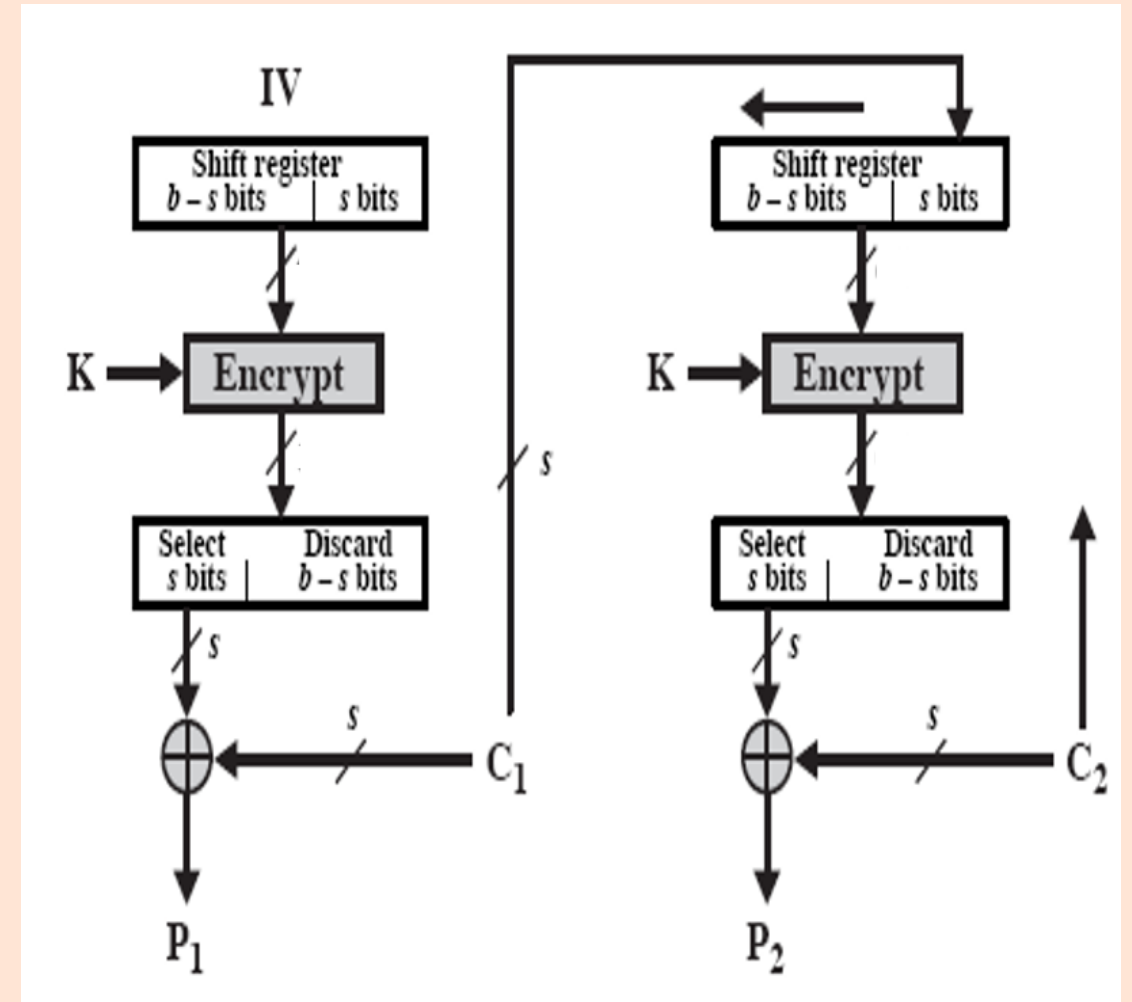 IV
Shift register
b – s bits | s bits
K
Encrypt
Select Discard
s bits | b – s bits
s
s
C1
P1
s
Shift register
b – s bits | s bits
K
Encrypt
Select Discard
s bits | b – s bits
s
s
C2
P2